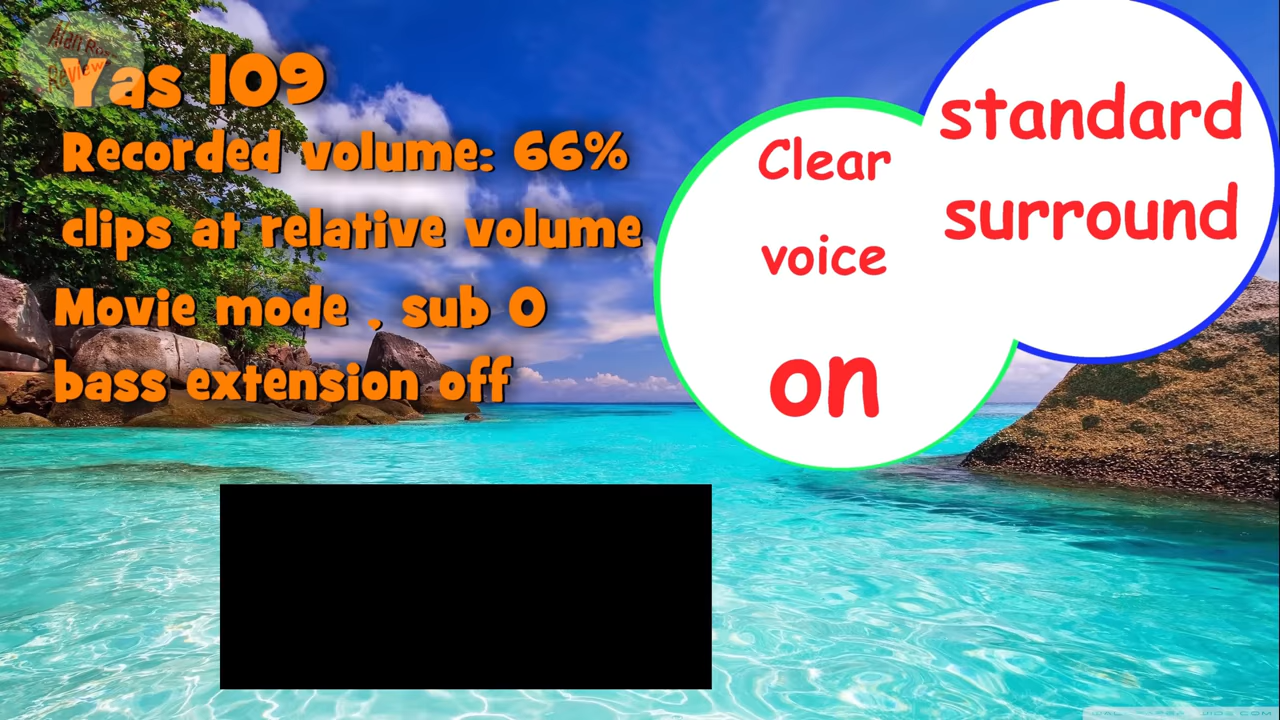 Yas 109
Recorded volume: 66%
clips at relative volume
Movie mode , sub 0
bass extension off
Clear
voice
on
standard
surround
Reviews